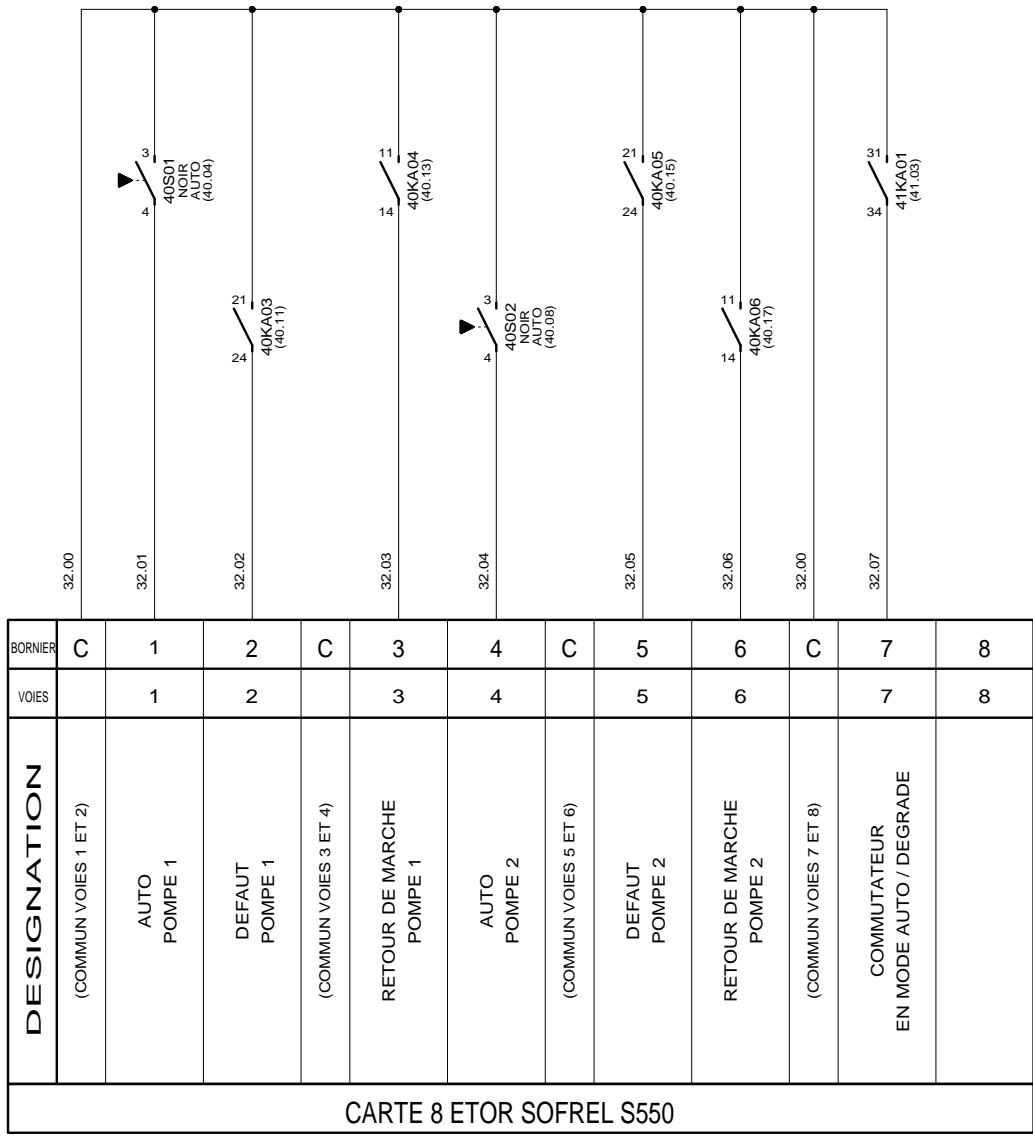 3
4
40S01
NOIR
AUTO
(40.04)
11
14
40KA04
(40.13)
21
24
40KA05
(40.15)
31
34
41KA01
(41.03)
21
24
40KA03
(40.11)
3
4
40S02
NOIR
AUTO
(40.08)
11
14
40KA06
(40.17)
32.00
32.01
32.02
32.03
32.04
32.05
32.06
32.00
32.07
BORNIER C 1 2 C 3 4 C 5 6 C 7 8
VOIES 1 2 3 4 5 6 7 8
DESIGNATION
(COMMUN VOIES 1 ET 2)
AUTO
POMPE 1
DEFAUT
POMPE 1
(COMMUN VOIES 3 ET 4)
RETOUR DE MARCHE
POMPE 1
AUTO
POMPE 2
(COMMUN VOIES 5 ET 6)
DEFAUT
POMPE 2
RETOUR DE MARCHE
POMPE 2
(COMMUN VOIES 7 ET 8)
COMMUTATEUR
EN MODE AUTO / DEGRADE
CARTE 8 ETOR SOFREL S550